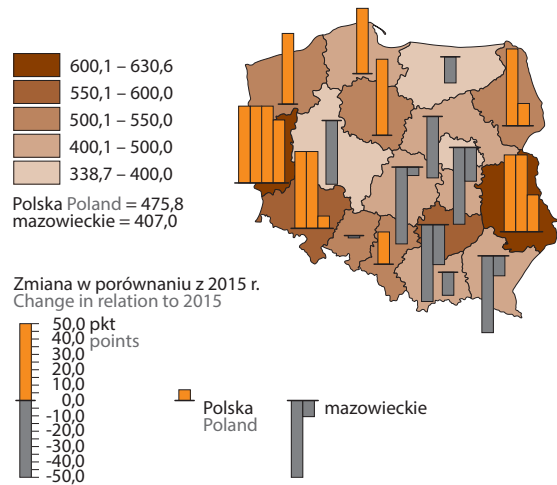 600,1 – 630,6
550,1 – 600,0
500,1 – 550,0
400,1 – 500,0
338,7 – 400,0
Polska Poland = 475,8
mazowieckie = 407,0
Zmiana w porównaniu z 2015 r.
Change in relation to 2015
50,0 pkt
40,0 points
30,0
20,0
10,0
0,0
-10,0
-20,0
-30,0
-40,0
-50,0
Polska
Poland
mazowieckie